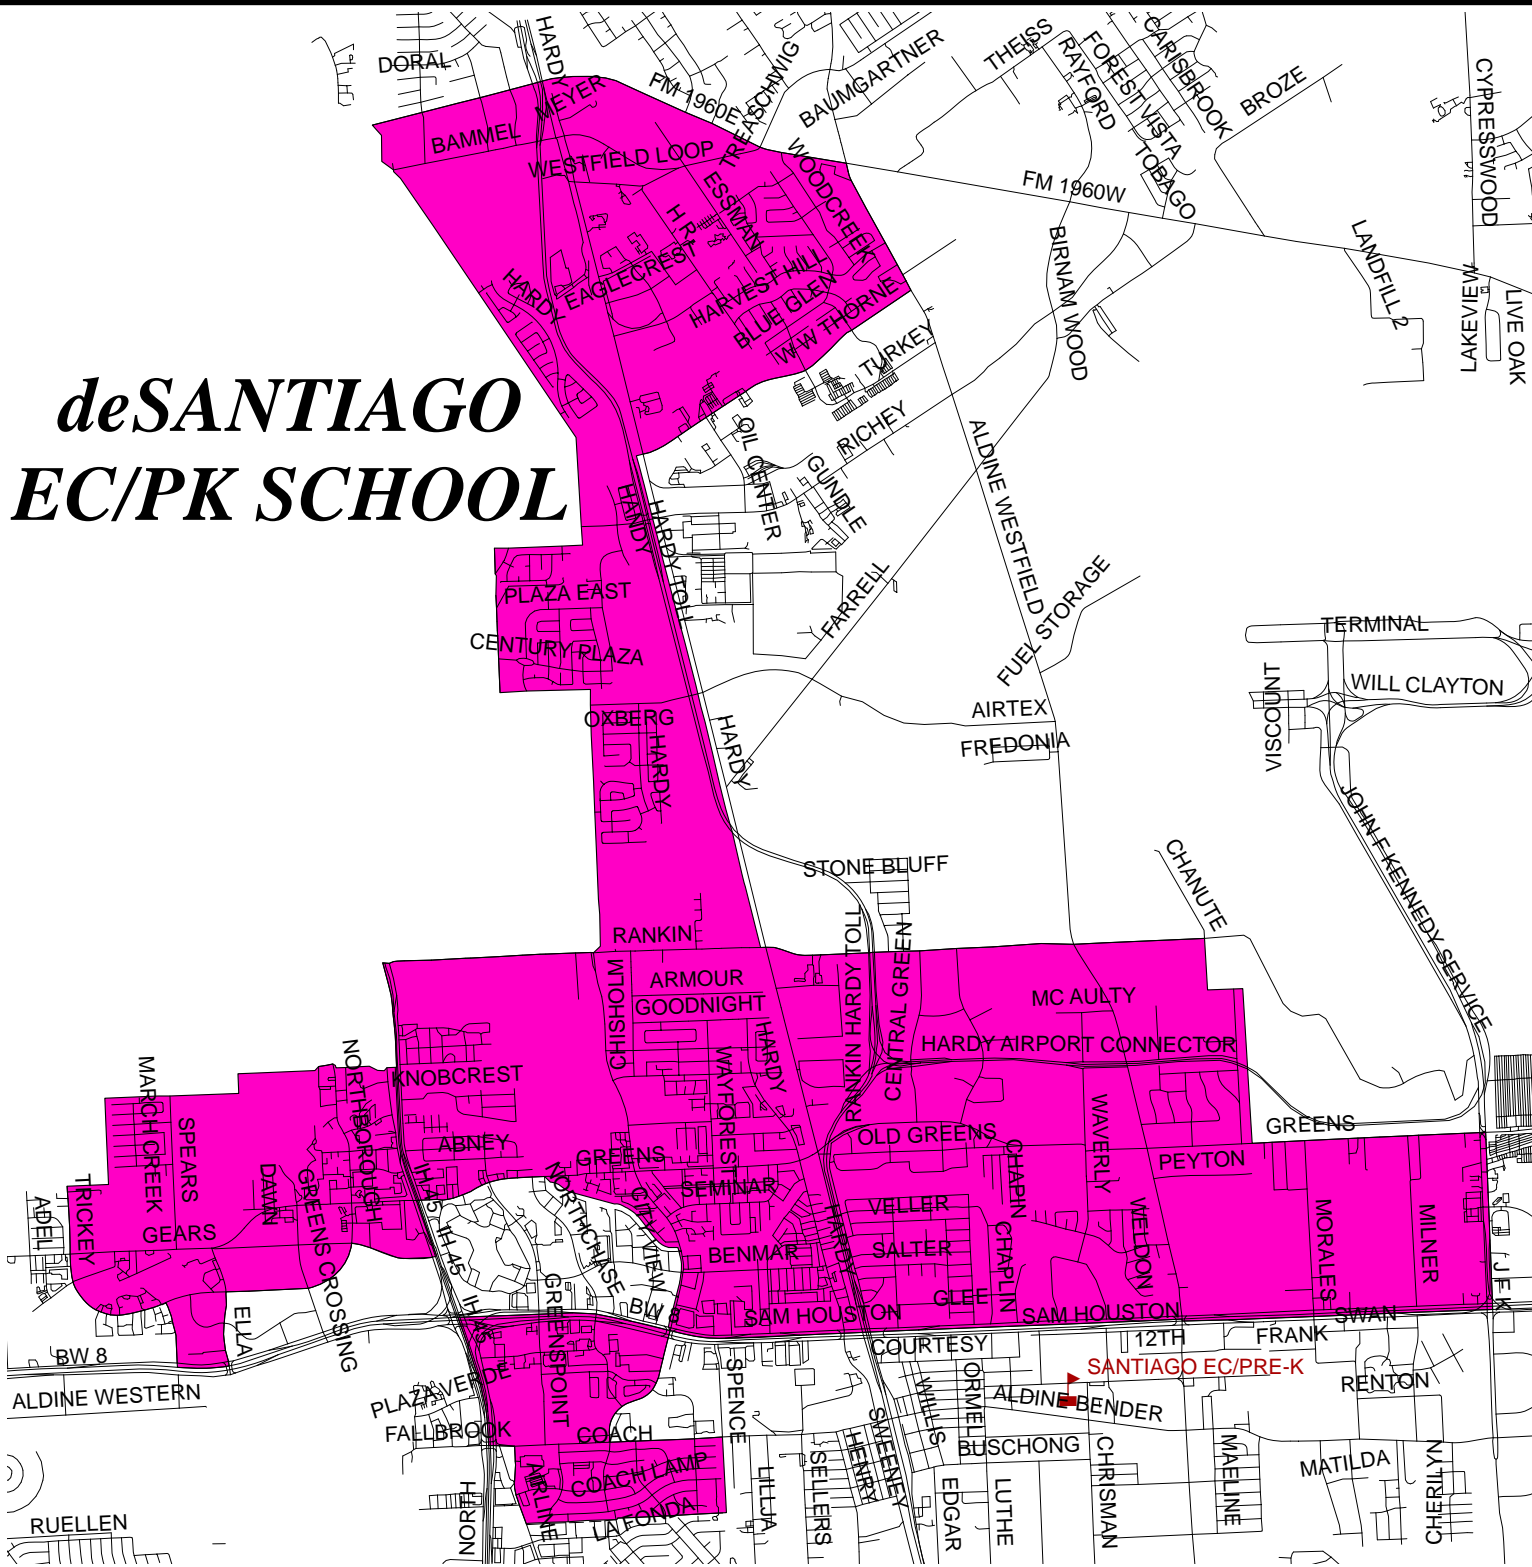 HARDY
DORAL
MEYER
BAMMEL
FM 1960E
TREASCHWIG
BAUMGARTNER
THEISS
RAYFORD
FOREST VISTA
CARISBROOK
BROZE
TOBAGO
CYPRESSWOOD
WESTFIELD LOOP
WOODCREEK
ESSMAN
H R
FM 1960W
BIRNAM WOOD
LANDFILL 2
LAKEVIEW
LIVE OAK
HARDY
EAGLECREST
HARVEST HILL
BLUE GLEN
W W THORNE
TURKEY
deSANTIAGO
EC/PK SCHOOL
OIL CENTER
RICHEY
GUNDLE
ALDINE WESTFIELD
HANDY
HARDY TOLL
PLAZA EAST
CENTURY PLAZA
FARRELL
FUEL STORAGE
TERMINAL
WILL CLAYTON
VISCOUNT
OXBERG
HARDY
HARDY
AIRTEX
FREDONIA
JOHN F KENNEDY SERVICE
STONE BLUFF
CHANUTE
RANKIN
CHISHOLM
ARMOUR
GOODNIGHT
RANKIN HARDY TOLL
CENTRAL GREEN
MC AULTY
HARDY AIRPORT CONNECTOR
HARDY
WAYFOREST
KNOBCREST
NORTHBOROUGH
MARCH CREEK
SPEARS
ABNEY
GREENS
OLD GREENS
WAVERLY
GREENS
PEYTON
CHAPIN
SEMINAR
TRICKEY
ADEL
DAWN
GREENS CROSSING
GEARS
IH 45
IH 45
NORTHCHASE
CITY VIEW
BENMAR
HARDY
VELLER
SALTER
CHAPLIN
WELDON
MORALES
MILNER
J F K
GLEE
SAM HOUSTON
SAM HOUSTON
SWAN
BW 8
IH 45
GREENSPOINT
ELLA
BW 8
COURTESY
12TH
FRANK
SANTIAGO EC/PRE-K
ALDINE WESTERN
PLAZA VERDE
FALLBROOK
COACH
SPENCE
WILLIS
ORMEL
ALDINE BENDER
RENTON
BUSCHONG
SWEENEY
HENRY
COACH LAMP
AIRLINE
LA FONDA
LILLJA
SELLERS
EDGAR
LUTHE
CHRISMAN
MAELINE
MATILDA
CHERILYN
NORTH
RUELLEN